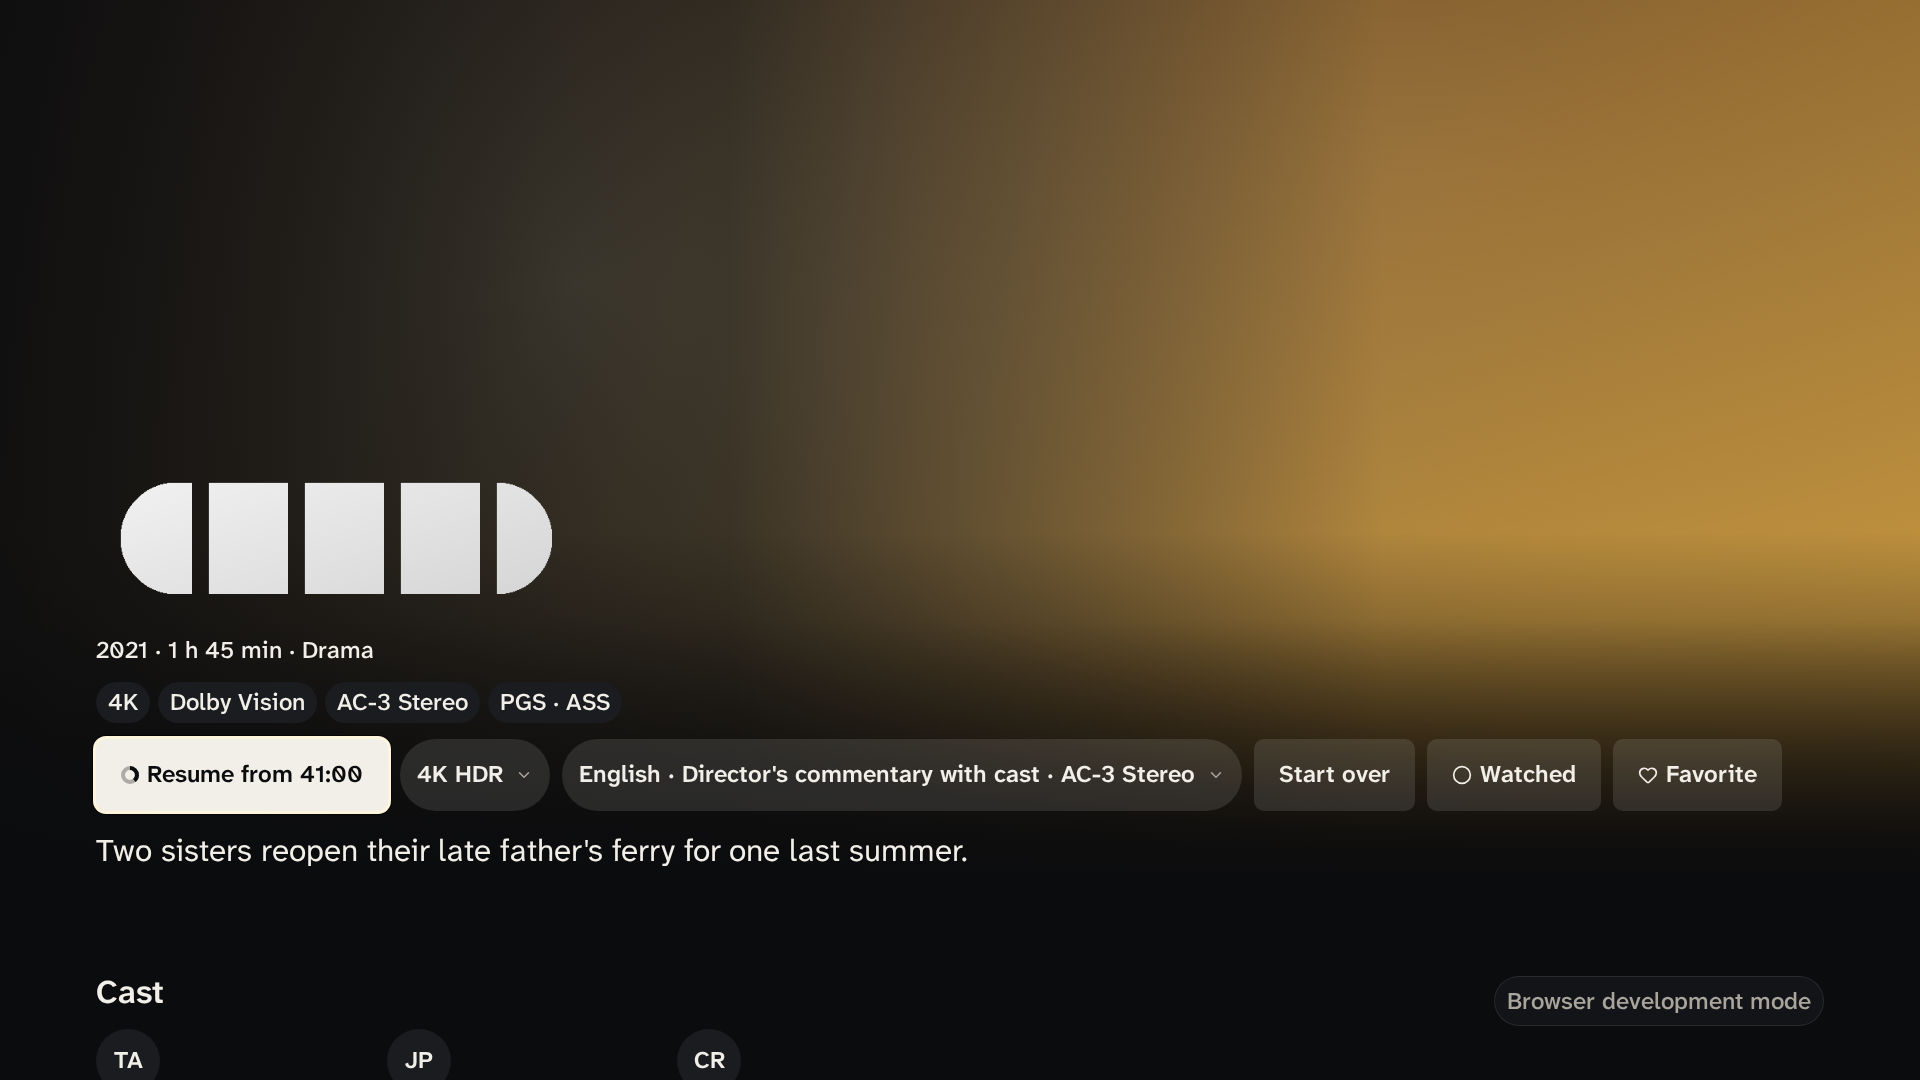 2021 · 1 h 45 min · Drama
4K Dolby Vision AC-3 Stereo PGS · ASS
Resume from 41:00 4K HDR English · Director's commentary with cast · AC-3 Stereo Start over Watched Favorite
Two sisters reopen their late father's ferry for one last summer.
Cast
Browser development mode
TA JP CR